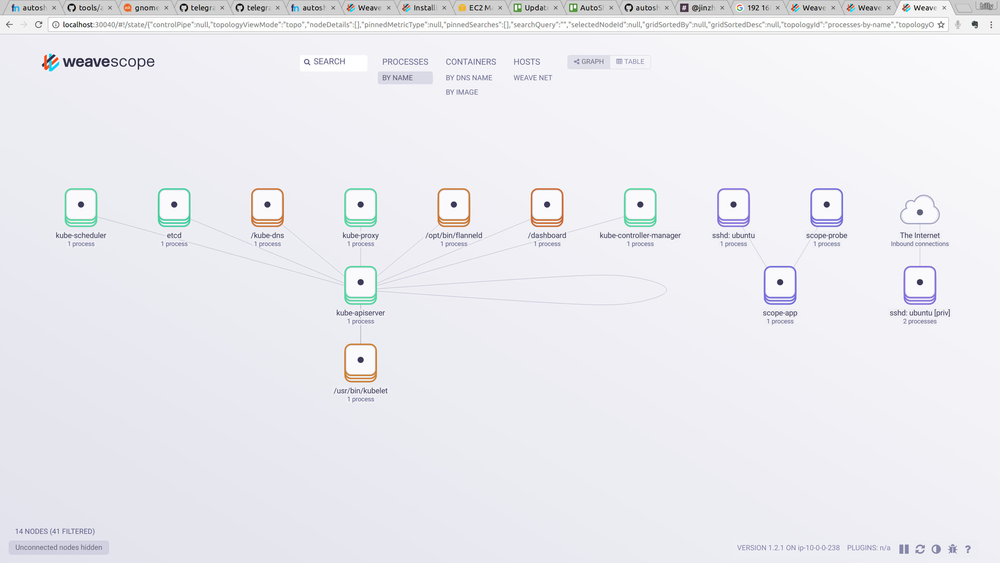 autosh
tools/a
gnome
telegra
telegra
autosh
Weave
Installi
EC2 Ma
Update
AutoSh
autosh
@jinzh
192 16
Weave
Weave
Weave
billy
localhost:30040/#!/state/{"controlPipe":null,"topologyViewMode":"topo","nodeDetails":[],"pinnedMetricType":null,"pinnedSearches":[],"searchQuery":"","selectedNodeId":null,"gridSortedBy":null,"gridSortedDesc":null,"topologyId":"processes-by-name","topologyO
weavescope
SEARCH
PROCESSES
CONTAINERS
HOSTS
GRAPH
TABLE
BY NAME
BY DNS NAME
WEAVE NET
BY IMAGE
kube-scheduler
1 process
etcd
1 process
/kube-dns
1 process
kube-proxy
1 process
/opt/bin/flanneld
1 process
/dashboard
1 process
kube-controller-manager
1 process
sshd: ubuntu
1 process
scope-probe
1 process
The Internet
Inbound connections
kube-apiserver
1 process
scope-app
1 process
sshd: ubuntu [priv]
2 processes
/usr/bin/kubelet
1 process
14 NODES (41 FILTERED)
Unconnected nodes hidden
VERSION 1.2.1 ON ip-10-0-0-238
PLUGINS: n/a
?